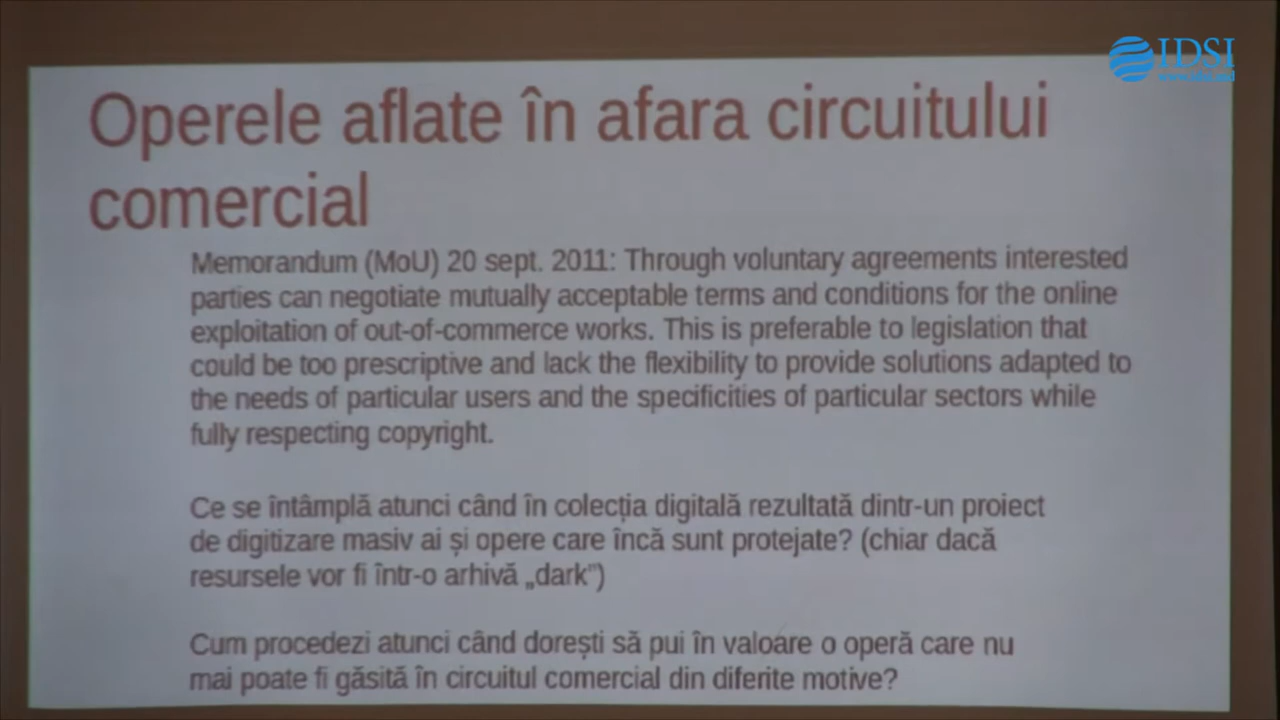 IDSI
www.idsi.md
Operele aflate în afara circuitului
comercial
Memorandum (MoU) 20 sept. 2011: Through voluntary agreements interested
parties can negotiate mutually acceptable terms and conditions for the online
exploitation of out-of-commerce works. This is preferable to legislation that
could be too prescriptive and lack the flexibility to provide solutions adapted to
the needs of particular users and the specificities of particular sectors while
fully respecting copyright.
Ce se întâmplă atunci când în colecția digitală rezultată dintr-un proiect
de digitizare masiv ai și opere care încă sunt protejate? (chiar dacă
resursele vor fi într-o arhivă „dark”)
Cum procedezi atunci când dorești să pui în valoare o operă care nu
mai poate fi găsită în circuitul comercial din diferite motive?